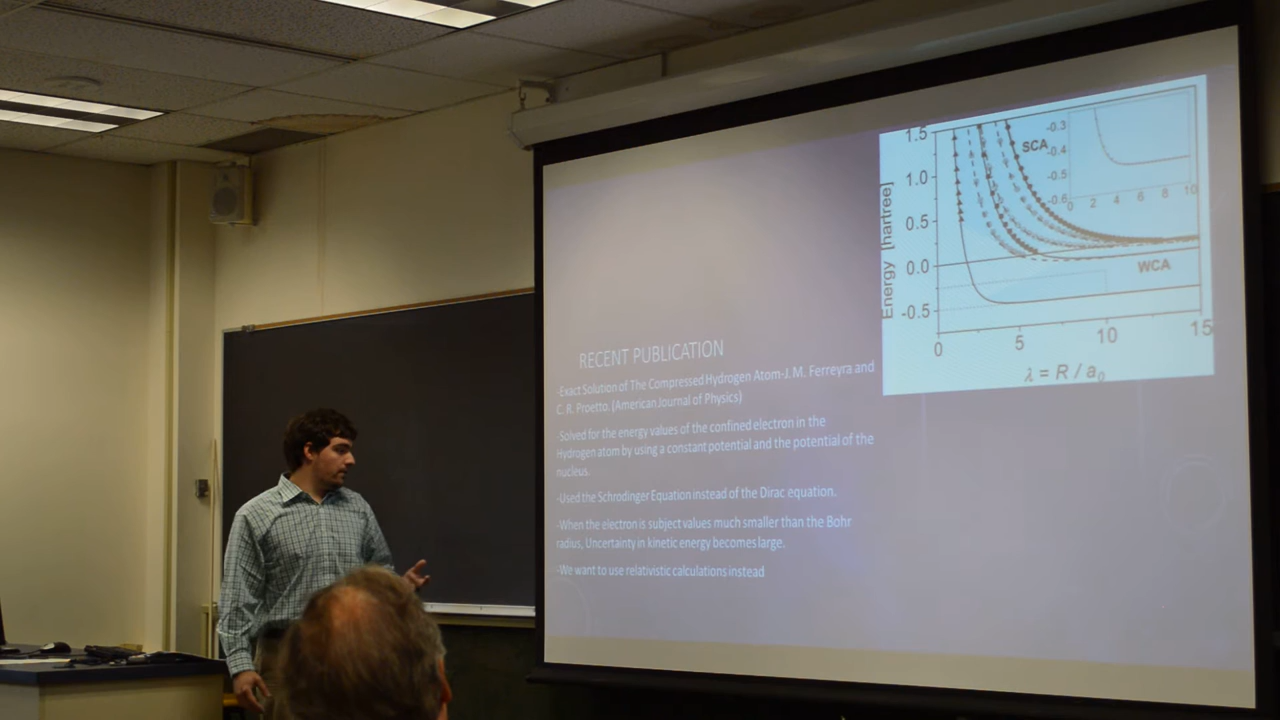 RECENT PUBLICATION
-Exact Solution of The Compressed Hydrogen Atom-J. M. Ferreyra and
C. R. Proetto. (American Journal of Physics)
-Solved for the energy values of the confined electron in the
Hydrogen atom by using a constant potential and the potential of the
nucleus.
-Used the Schrodinger Equation instead of the Dirac equation.
-When the electron is subject values much smaller than the Bohr
radius, Uncertainty in kinetic energy becomes large.
-We want to use relativistic calculations instead
Energy [hartree]
1.5
1.0
0.5
0.0
-0.5
0 5 10 15
λ = R / a₀
SCA
WCA
-0.3
-0.4
-0.5
-0.6
0 2 4 6 8 10